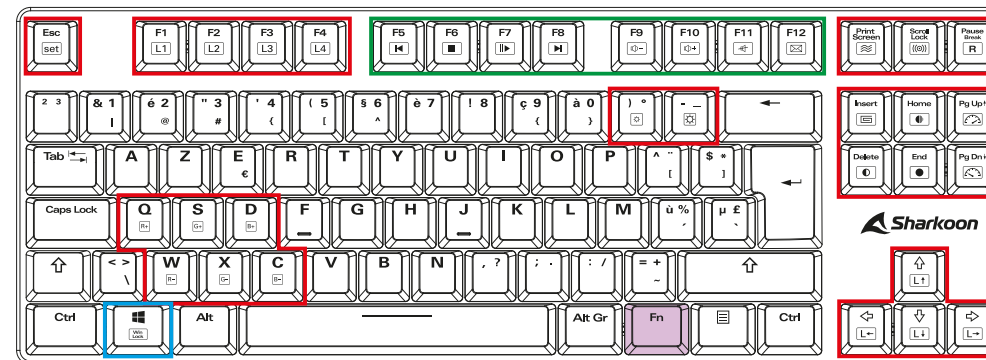 Esc F1 F2 F3 F4 F5 F6 F7 F8 F9 F10 F11 F12 Print Screen Scroll Lock Pause Break
set L1 L2 L3 L4 R
2 3 & 1 é 2 " 3 ' 4 ( 5 § 6 è 7 ! 8 ç 9 à 0 ) ° - _ Insert Home Pg Up
| @ # { [ ^ { }
Tab A Z E R T Y U I O P ^ ¨ $ * Delete End Pg Dn
€ [ ]
Caps Lock Q S D F G H J K L M ù % µ £ Sharkoon
R+ G+ B+ ´ `
< > W X C V B N , ? ; . : / = +
\ R- G- B- ~ L↑
Ctrl Alt Alt Gr Fn Ctrl
Win Lock L← L↓ L→